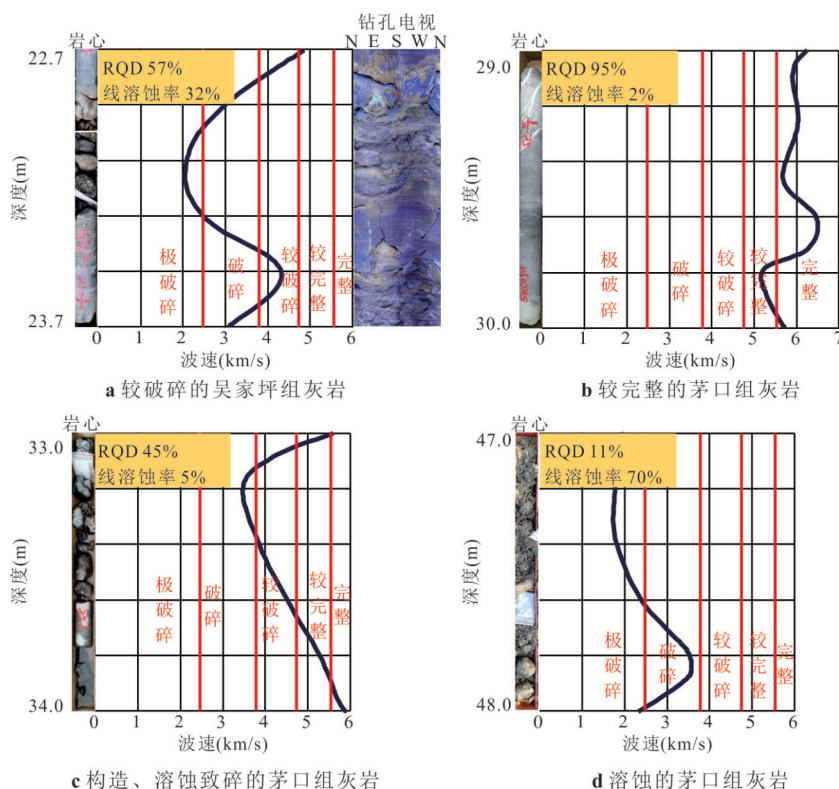 钻孔电视
岩心
N E S W N
22.7
RQD 57%
线溶蚀率 32%
深度(m)
极破碎
破碎
较破碎
较完整
完整
23.7
0 1 2 3 4 5 6
波速(km/s)
a 较破碎的吴家坪组灰岩
岩心
29.0
RQD 95%
线溶蚀率 2%
深度(m)
极破碎
破碎
较破碎
较完整
完整
30.0
0 1 2 3 4 5 6 7
波速(km/s)
b 较完整的茅口组灰岩
岩心
33.0
RQD 45%
线溶蚀率 5%
深度(m)
极破碎
破碎
较破碎
较完整
完整
34.0
0 1 2 3 4 5 6
波速(km/s)
c 构造、溶蚀致碎的茅口组灰岩
岩心
47.0
RQD 11%
线溶蚀率 70%
深度(m)
极破碎
破碎
较破碎
较完整
完整
48.0
0 1 2 3 4 5 6
波速(km/s)
d 溶蚀的茅口组灰岩